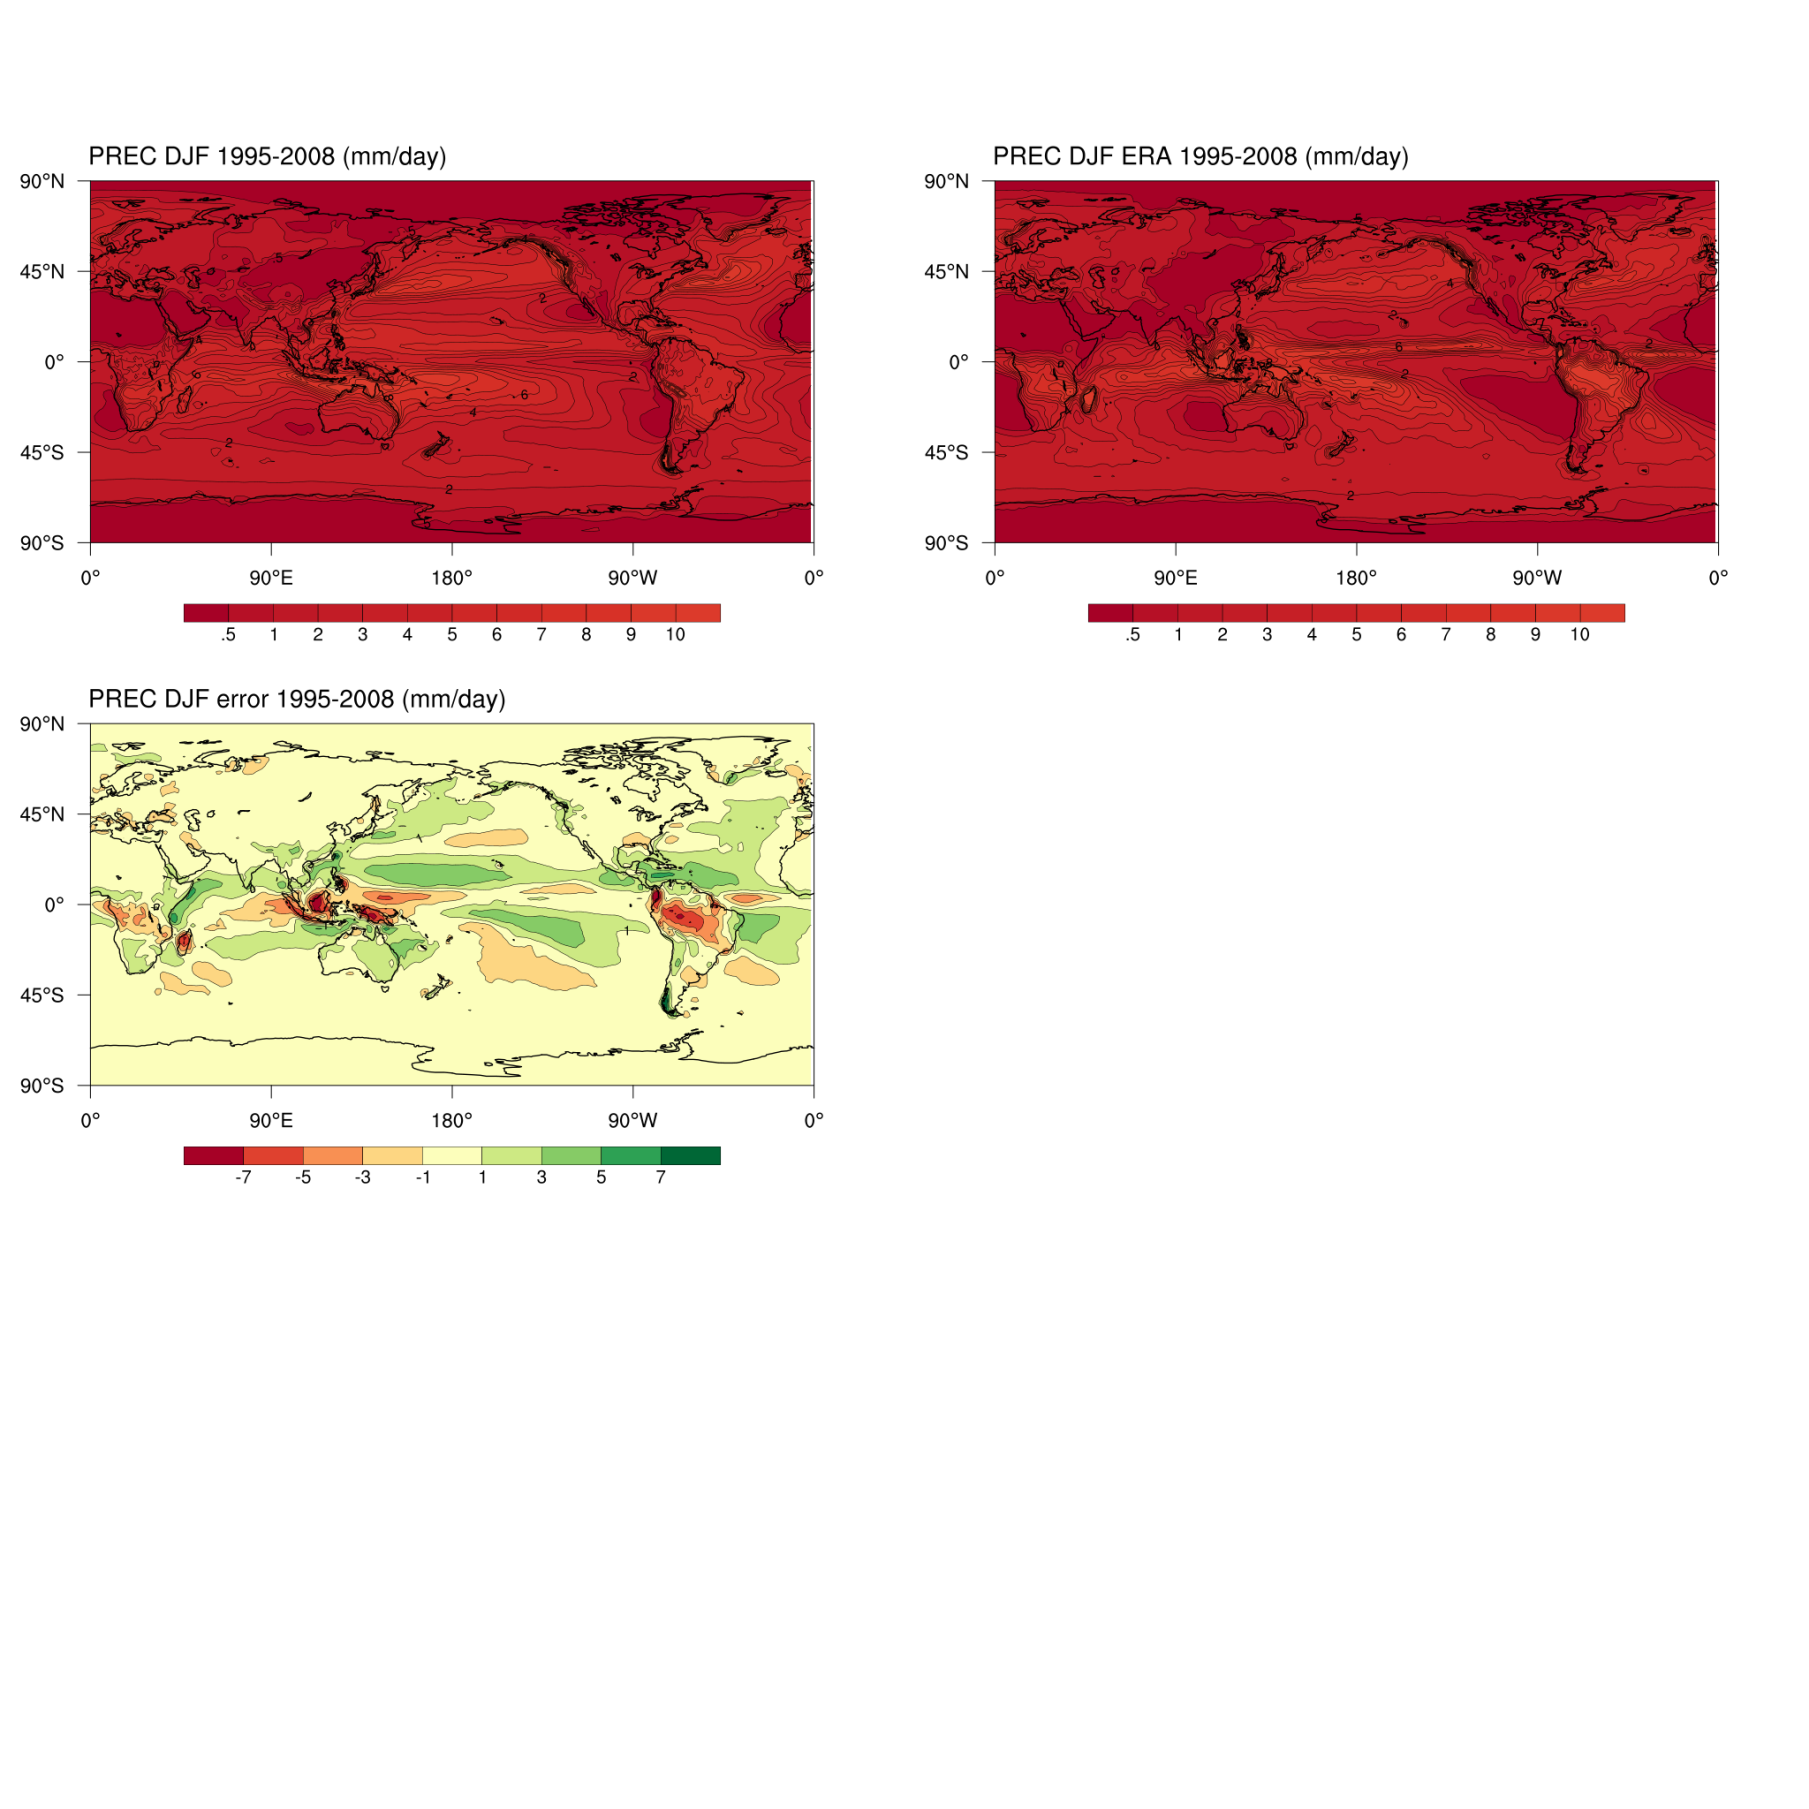 PREC DJF 1995-2008 (mm/day)
90°N
45°N
0°
45°S
90°S
0° 90°E 180° 90°W 0°
.5 1 2 3 4 5 6 7 8 9 10
PREC DJF ERA 1995-2008 (mm/day)
90°N
45°N
0°
45°S
90°S
0° 90°E 180° 90°W 0°
.5 1 2 3 4 5 6 7 8 9 10
PREC DJF error 1995-2008 (mm/day)
90°N
45°N
0°
45°S
90°S
0° 90°E 180° 90°W 0°
-7 -5 -3 -1 1 3 5 7